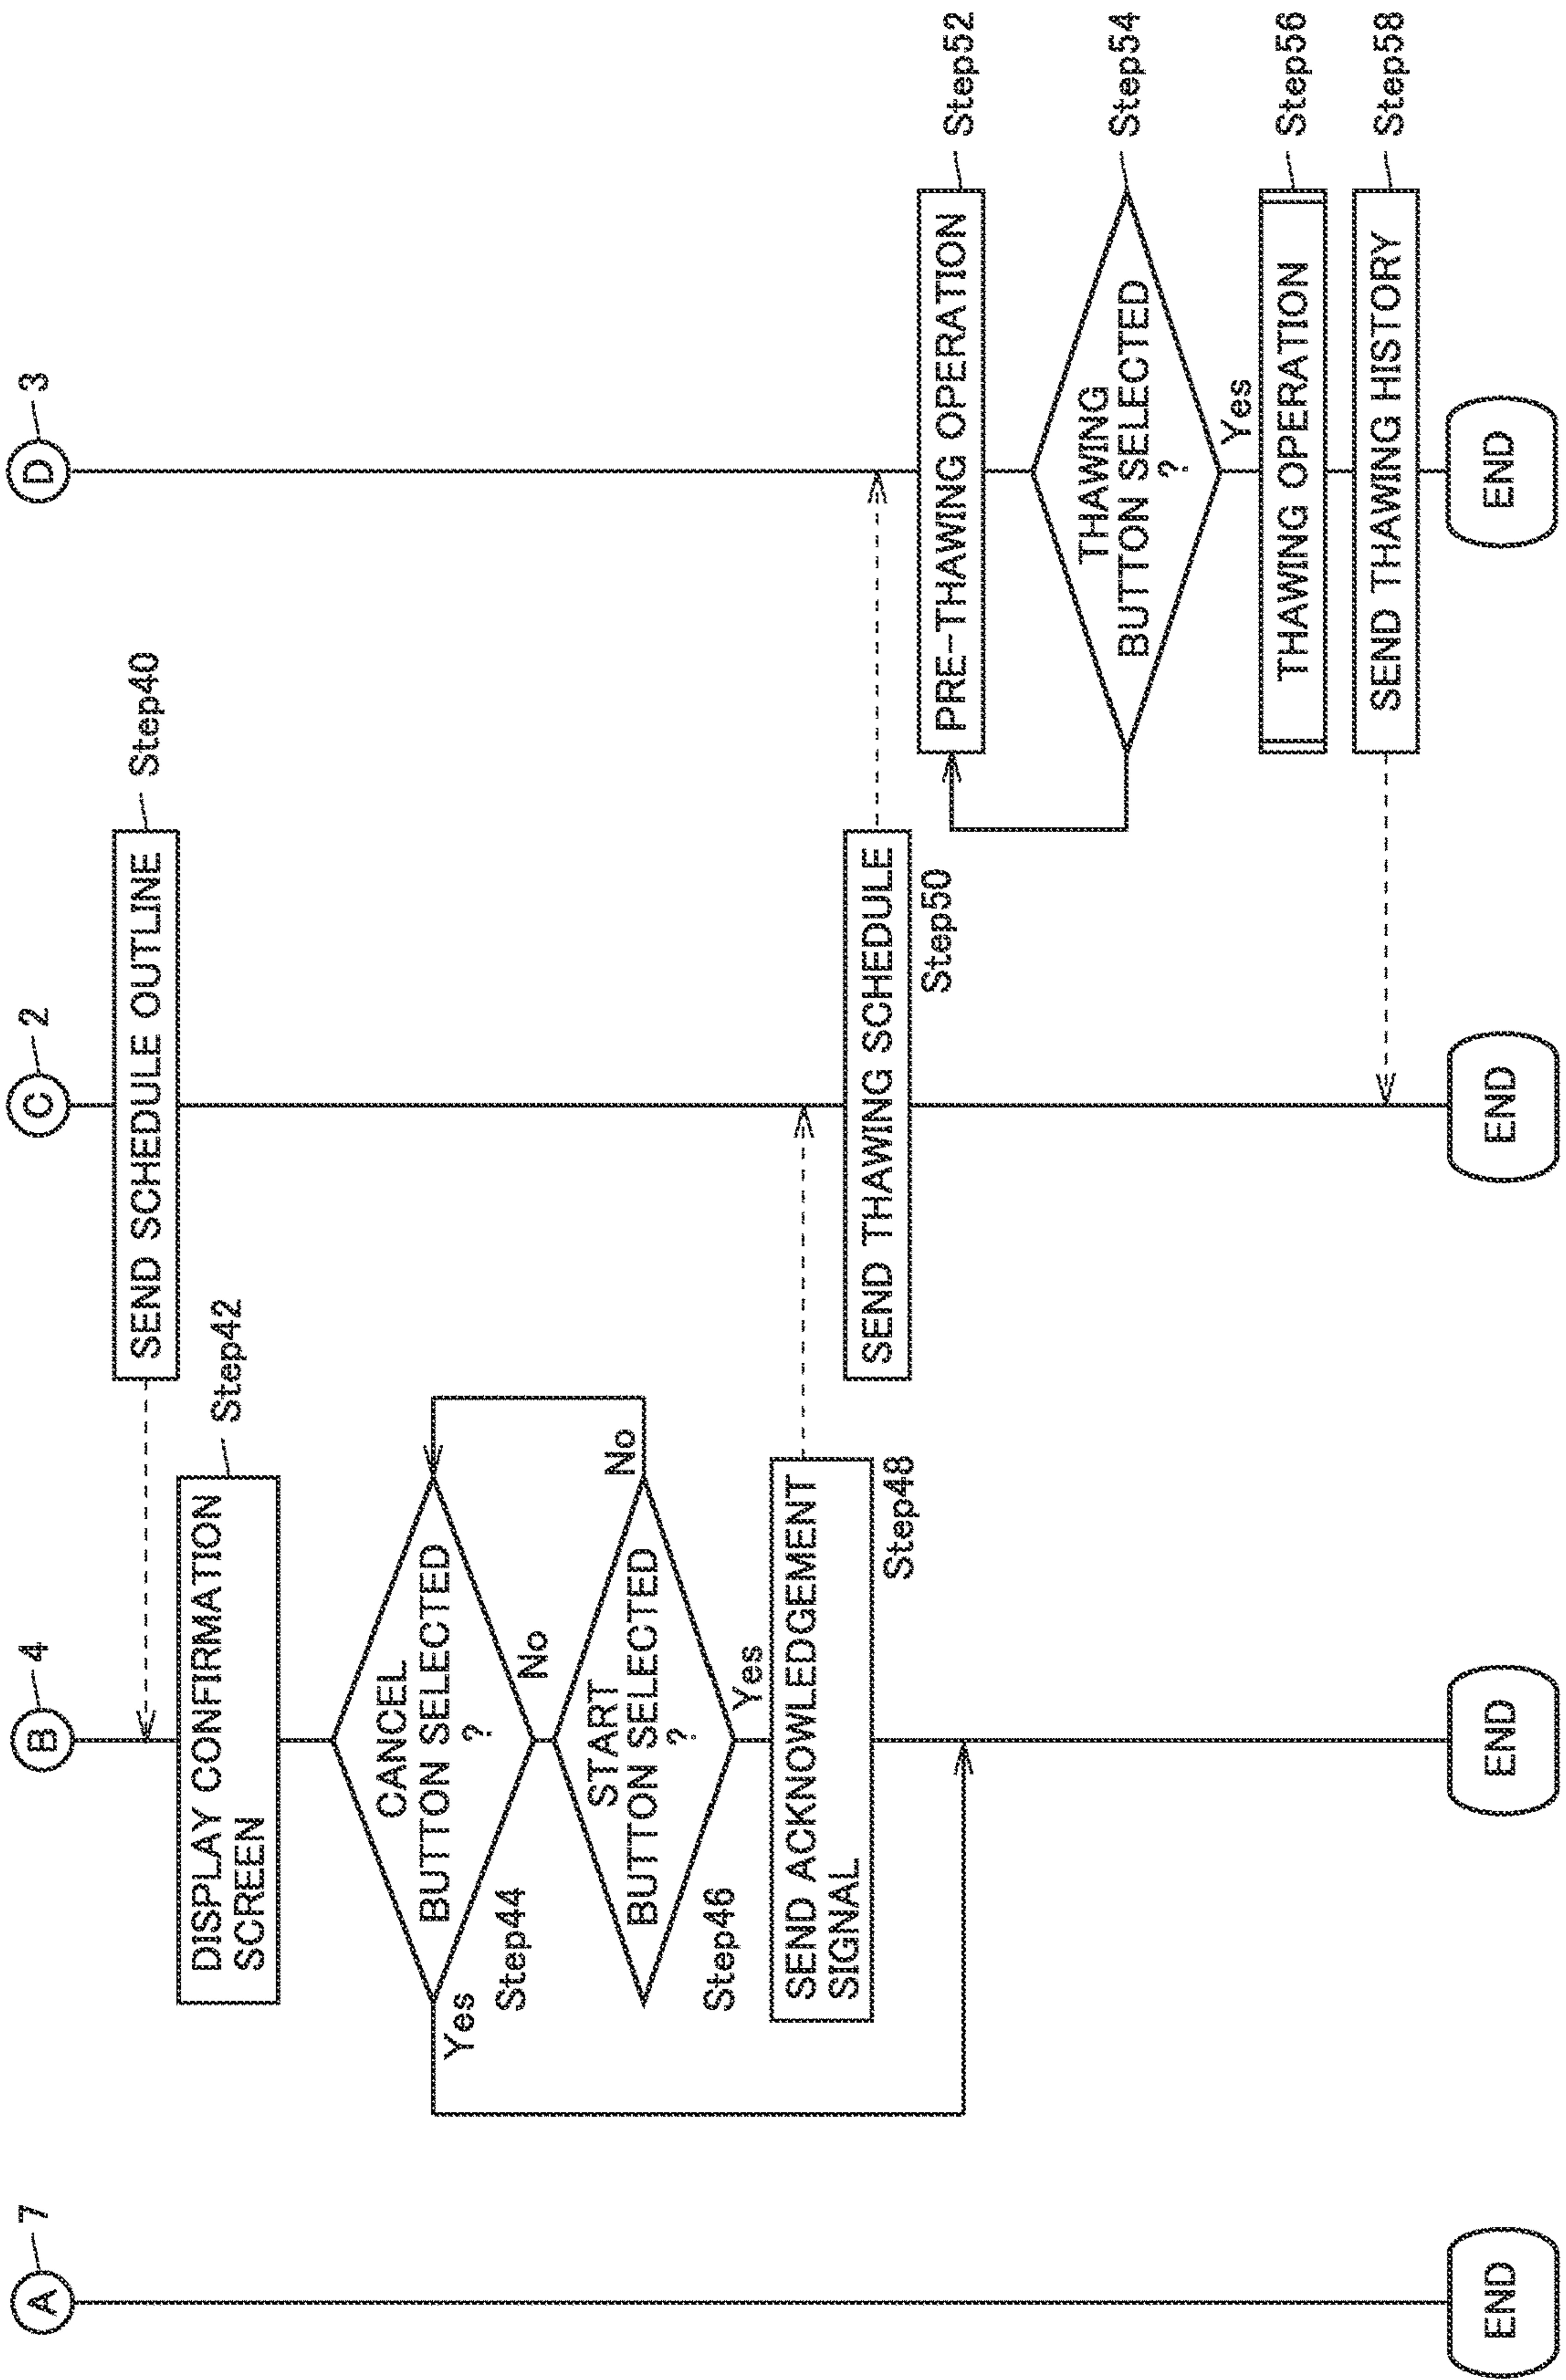 A
7
END
B
4
DISPLAY CONFIRMATION
SCREEN
Step42
CANCEL
BUTTON SELECTED
?
Yes
No
Step44
START
BUTTON SELECTED
?
No
Yes
Step46
SEND ACKNOWLEDGEMENT
SIGNAL
Step48
END
C
2
SEND SCHEDULE OUTLINE
Step40
SEND THAWING SCHEDULE
Step50
END
D
3
PRE-THAWING OPERATION
Step52
THAWING
BUTTON SELECTED
?
Step54
Yes
THAWING OPERATION
Step56
SEND THAWING HISTORY
Step58
END